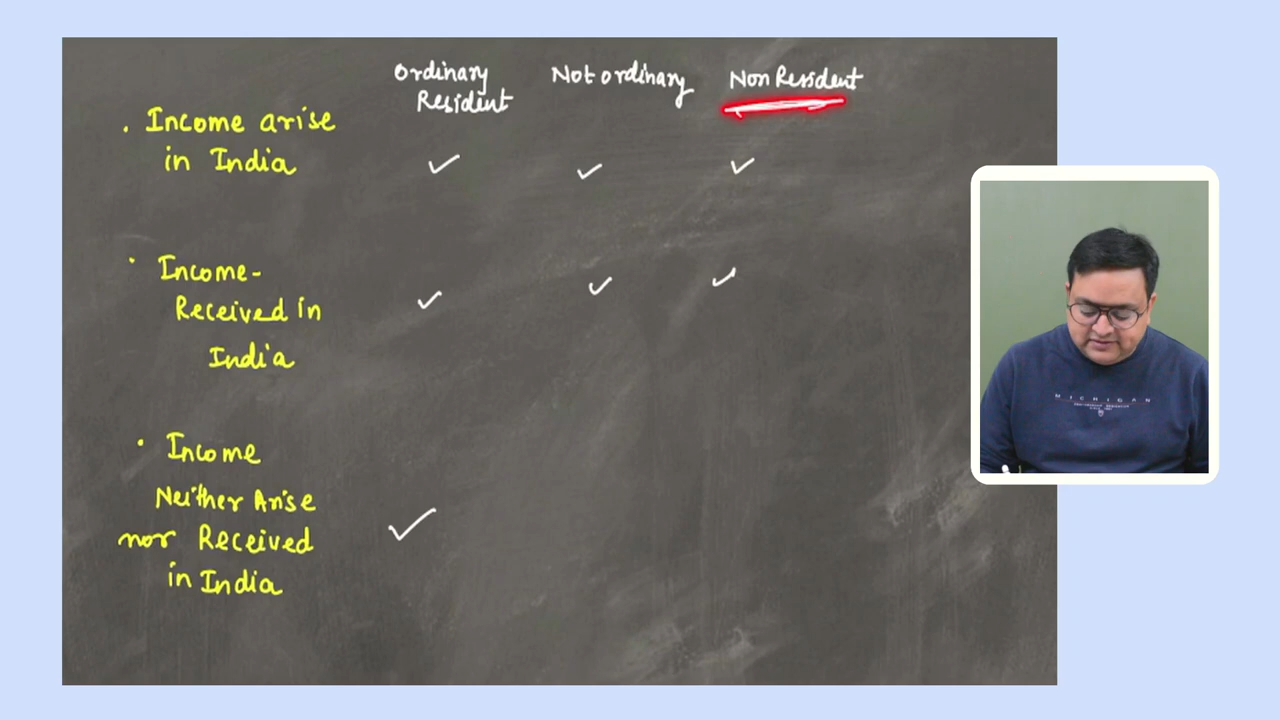 Ordinary
Resident
Not ordinary
Non Resident
. Income arise
in India
· Income-
Received in
India
· Income
Neither Arise
nor Received
in India
MICHIGAN